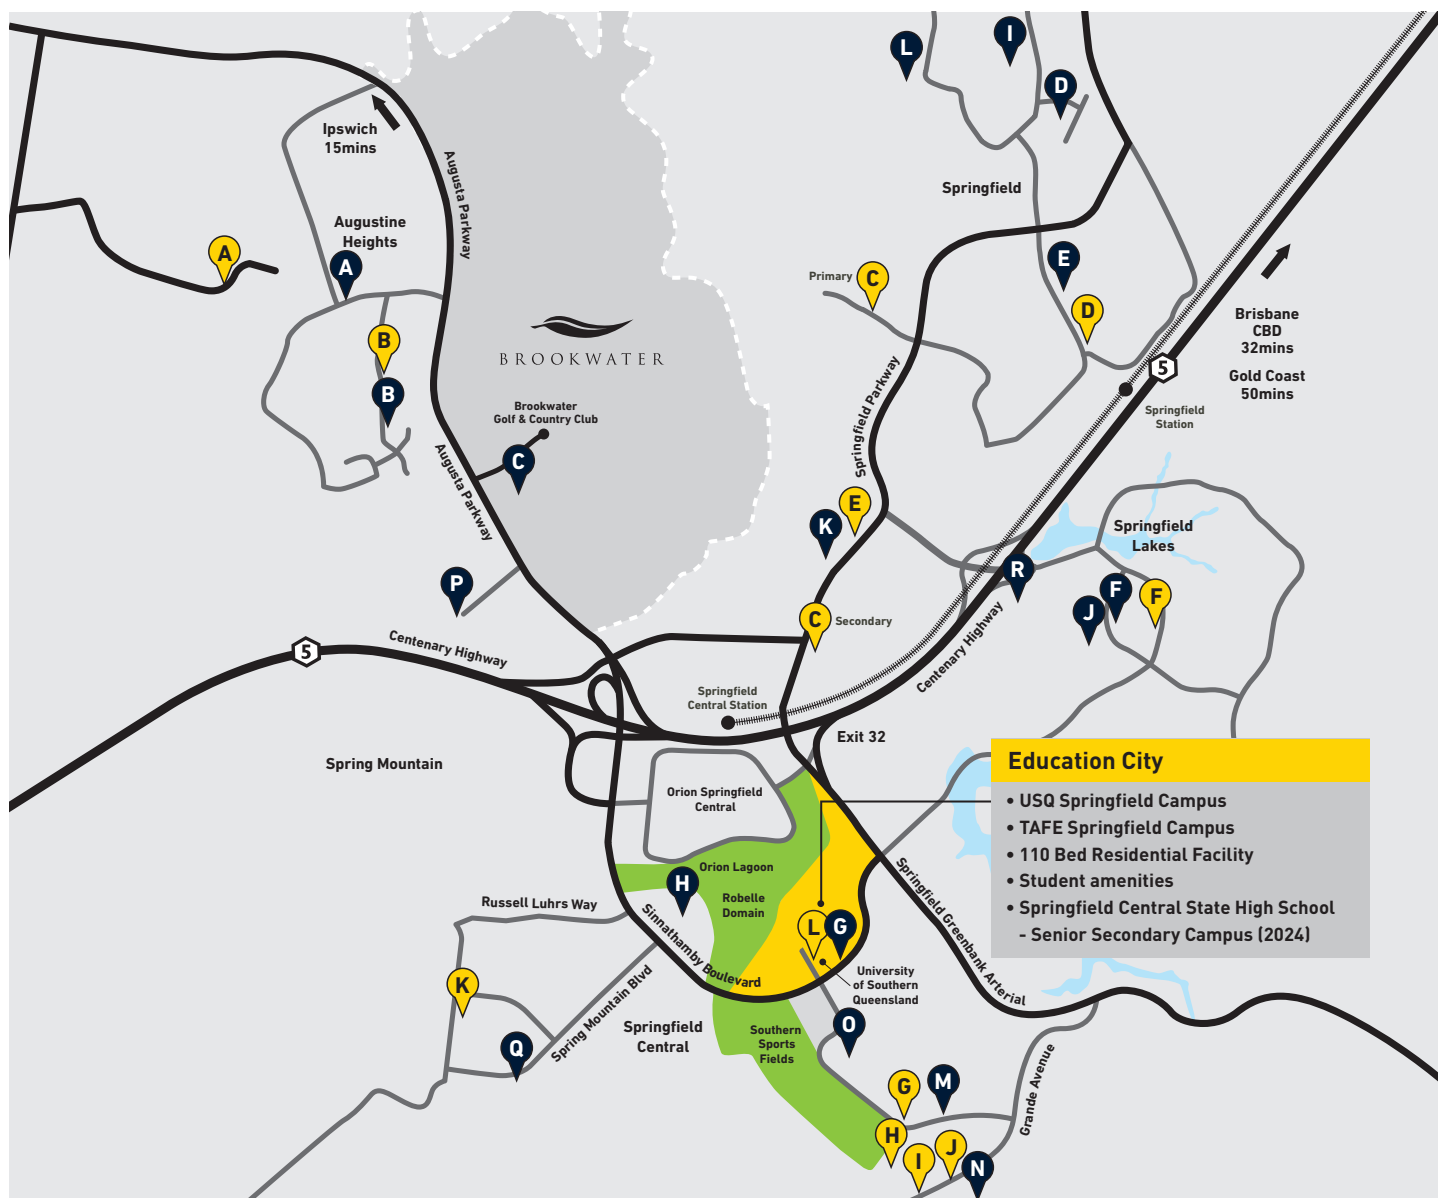 L
I
D
Ipswich
15mins
Augusta Parkway
Springfield
Augustine
Heights
A
A
E
Primary
C
D
Brisbane
CBD
32mins
Gold Coast
50mins
B
BROOKWATER
5
B
Springfield Parkway
Springfield
Station
Brookwater
Golf & Country Club
C
Augusta Parkway
E
K
Springfield
Lakes
P
R
F
F
J
C
Secondary
Centenary Highway
5
Centenary Highway
Springfield
Central Station
Exit 32
Spring Mountain
Education City
• USQ Springfield Campus
• TAFE Springfield Campus
• 110 Bed Residential Facility
• Student amenities
• Springfield Central State High School
- Senior Secondary Campus (2024)
Orion Springfield
Central
Orion Lagoon
H
Robelle
Domain
Springfield Greenbank Arterial
Russell Luhrs Way
Sinnathamby Boulevard
L
G
University
of Southern
Queensland
K
Spring Mountain Blvd
Springfield
Central
Southern
Sports
Fields
O
Q
Grande Avenue
G
M
H
I
J
N